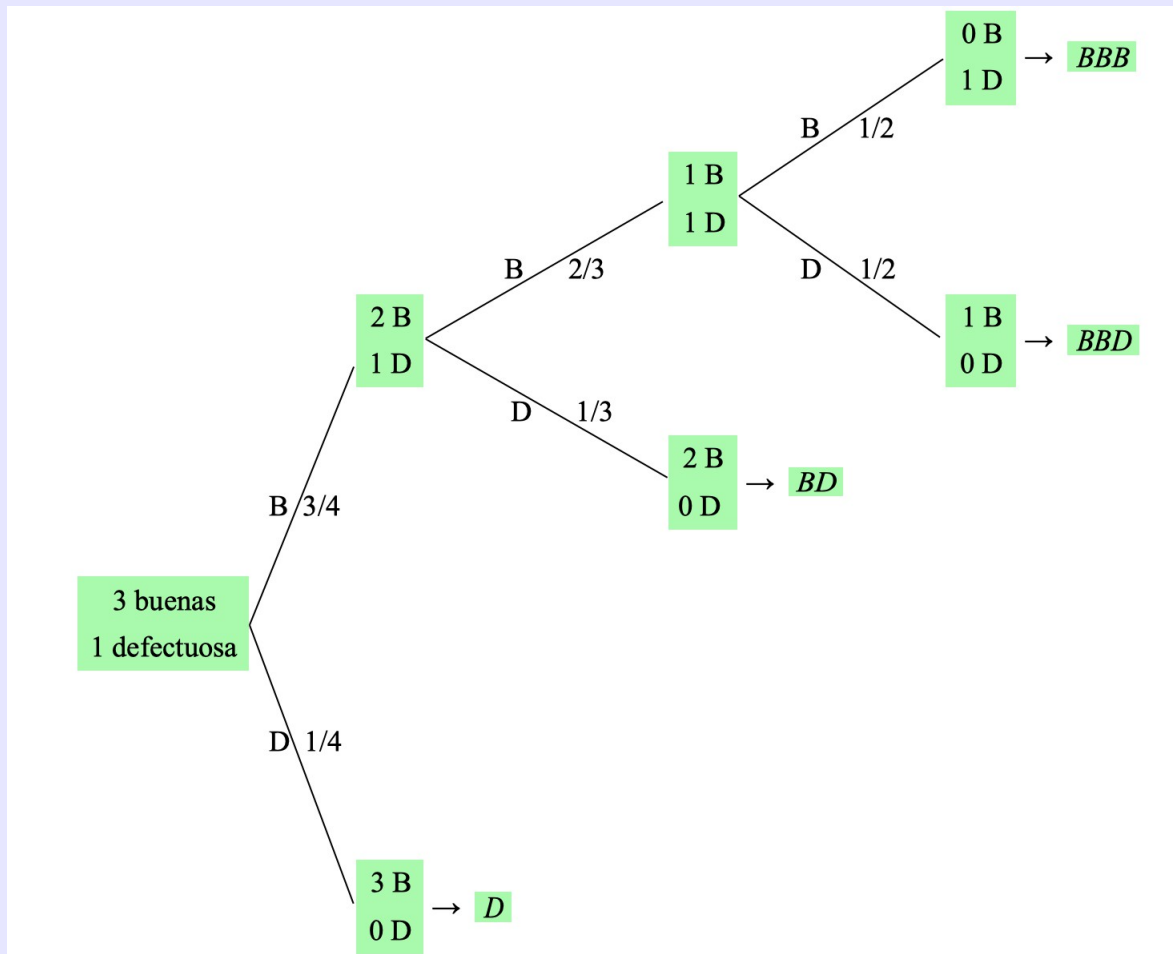 0 B
1 D
→ BBB
B 1/2
1 B
1 D
B 2/3
D 1/2
2 B
1 D
1 B
0 D
→ BBD
D 1/3
2 B
0 D
→ BD
B 3/4
3 buenas
1 defectuosa
D 1/4
3 B
0 D
→ D